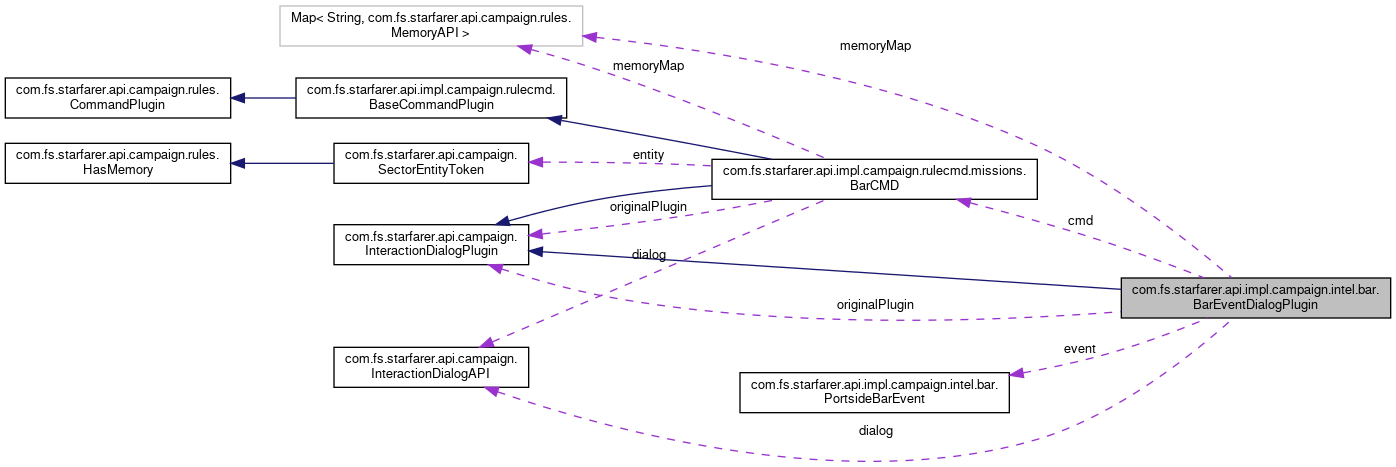 Map< String, com.fs.starfarer.api.campaign.rules.
MemoryAPI >
memoryMap
memoryMap
com.fs.starfarer.api.campaign.rules.
CommandPlugin
com.fs.starfarer.api.impl.campaign.rulecmd.
BaseCommandPlugin
com.fs.starfarer.api.campaign.rules.
HasMemory
com.fs.starfarer.api.campaign.
SectorEntityToken
entity
com.fs.starfarer.api.impl.campaign.rulecmd.missions.
BarCMD
originalPlugin
cmd
com.fs.starfarer.api.campaign.
InteractionDialogPlugin
dialog
com.fs.starfarer.api.impl.campaign.intel.bar.
BarEventDialogPlugin
originalPlugin
event
com.fs.starfarer.api.campaign.
InteractionDialogAPI
com.fs.starfarer.api.impl.campaign.intel.bar.
PortsideBarEvent
dialog